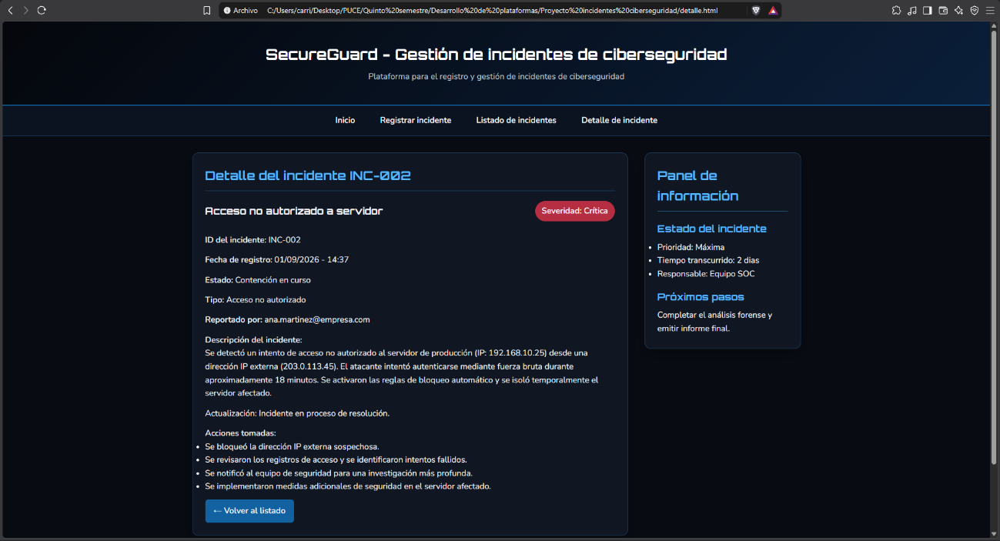 Archivo C:/Users/carri/Desktop/PUCE/Quinto%20semestre/Desarrollo%20de%20plataformas/Proyecto%20incidentes%20ciberseguridad/detalle.html
SecureGuard - Gestión de incidentes de ciberseguridad
Plataforma para el registro y gestión de incidentes de ciberseguridad
Inicio Registrar incidente Listado de incidentes Detalle de incidente
Detalle del incidente INC-002
Acceso no autorizado a servidor
Severidad: Crítica
ID del incidente: INC-002
Fecha de registro: 01/09/2026 - 14:37
Estado: Contención en curso
Tipo: Acceso no autorizado
Reportado por: ana.martinez@empresa.com
Descripción del incidente:
Se detectó un intento de acceso no autorizado al servidor de producción (IP: 192.168.10.25) desde una
dirección IP externa (203.0.113.45). El atacante intentó autenticarse mediante fuerza bruta durante
aproximadamente 18 minutos. Se activaron las reglas de bloqueo automático y se isoló temporalmente el
servidor afectado.
Actualización: Incidente en proceso de resolución.
Acciones tomadas:
• Se bloqueó la dirección IP externa sospechosa.
• Se revisaron los registros de acceso y se identificaron intentos fallidos.
• Se notificó al equipo de seguridad para una investigación más profunda.
• Se implementaron medidas adicionales de seguridad en el servidor afectado.
← Volver al listado
Panel de
información
Estado del incidente
• Prioridad: Máxima
• Tiempo transcurrido: 2 dias
• Responsable: Equipo SOC
Próximos pasos
Completar el análisis forense y
emitir informe final.